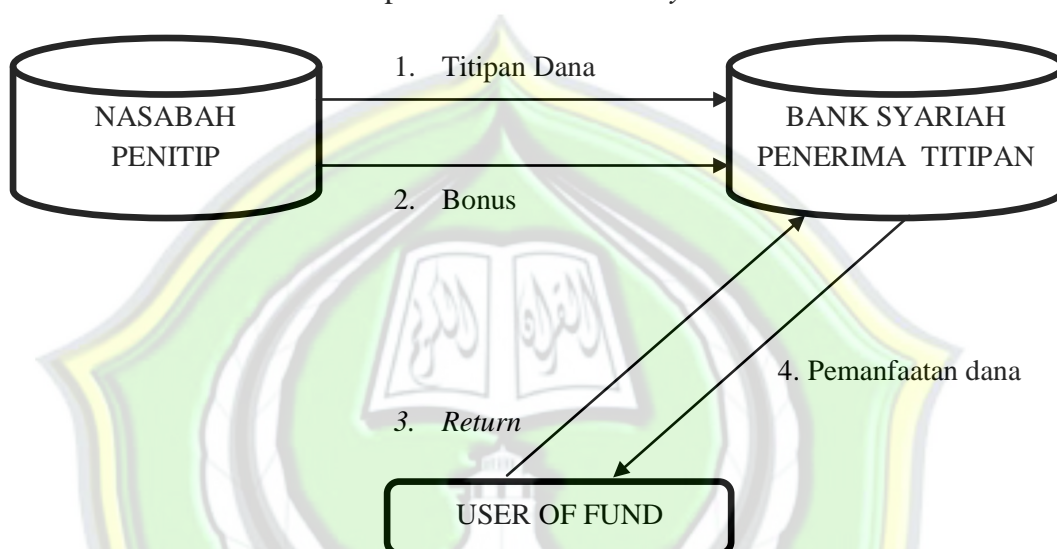 1. Titipan Dana
NASABAH
PENITIP
BANK SYARIAH
PENERIMA TITIPAN
2. Bonus
4. Pemanfaatan dana
3. Return
USER OF FUND